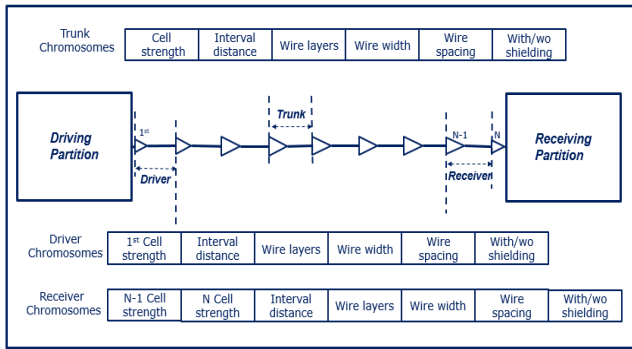 Trunk Chromosomes
Cell strength
Interval distance
Wire layers
Wire width
Wire spacing
With/wo shielding
Driving Partition
1st
Driver
Trunk
N-1
N
Receiver
Receiving Partition
Driver Chromosomes
1st Cell strength
Interval distance
Wire layers
Wire width
Wire spacing
With/wo shielding
Receiver Chromosomes
N-1 Cell strength
N Cell strength
Interval distance
Wire layers
Wire width
Wire spacing
With/wo shielding